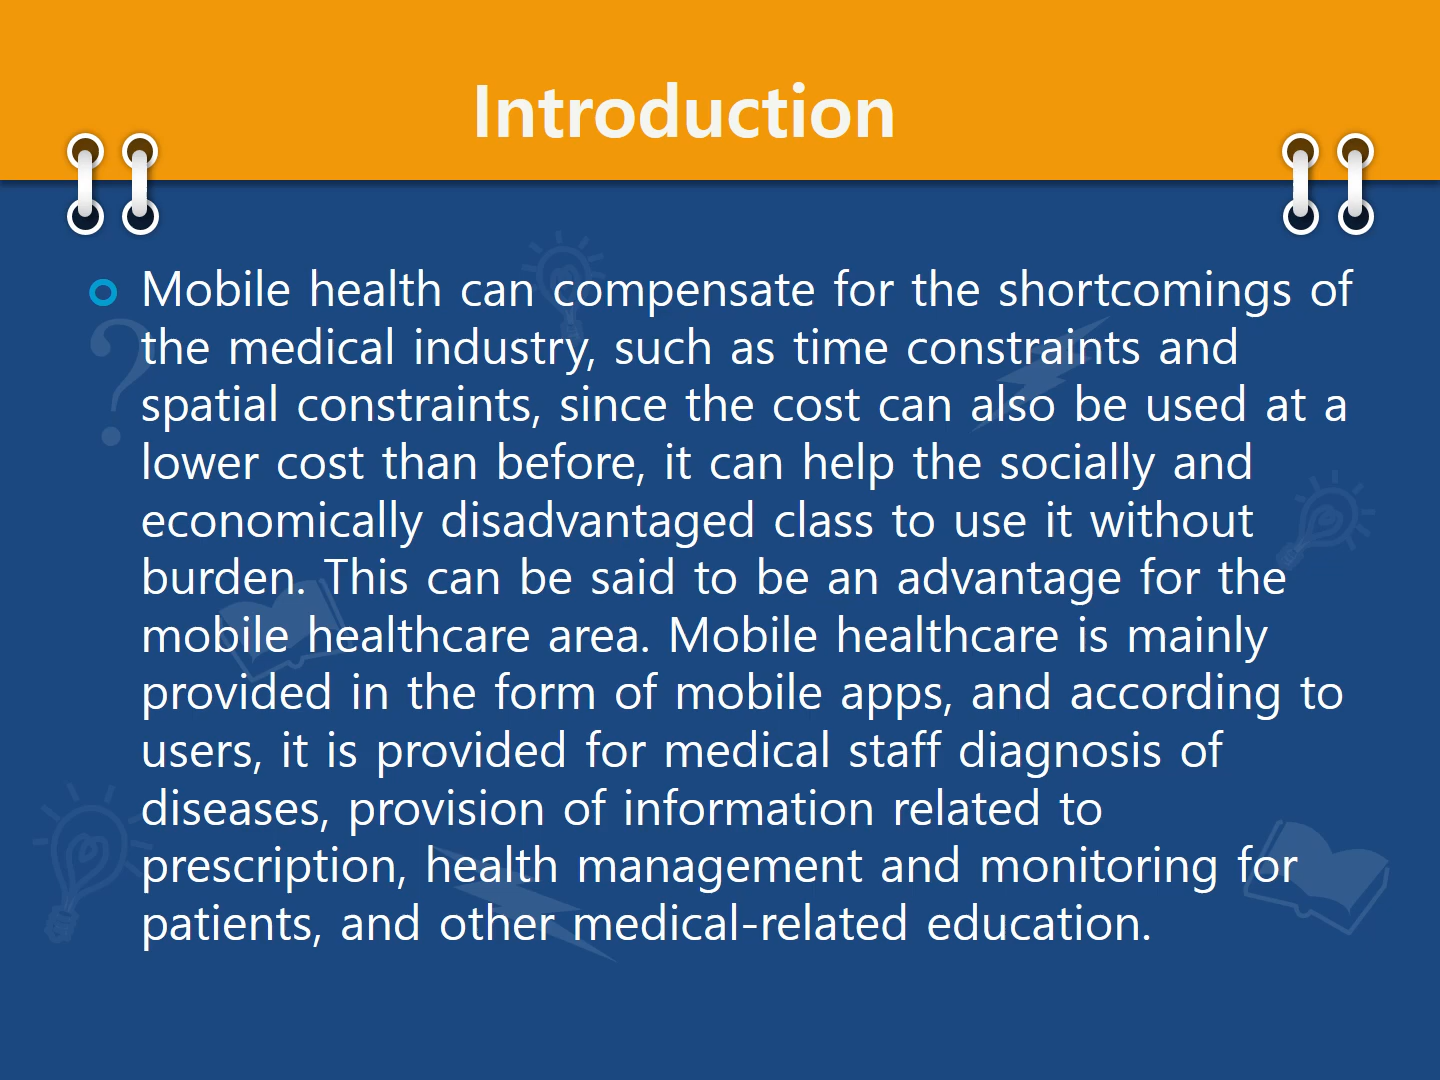 Introduction
Mobile health can compensate for the shortcomings of
the medical industry, such as time constraints and
spatial constraints, since the cost can also be used at a
lower cost than before, it can help the socially and
economically disadvantaged class to use it without
burden. This can be said to be an advantage for the
mobile healthcare area. Mobile healthcare is mainly
provided in the form of mobile apps, and according to
users, it is provided for medical staff diagnosis of
diseases, provision of information related to
prescription, health management and monitoring for
patients, and other medical-related education.